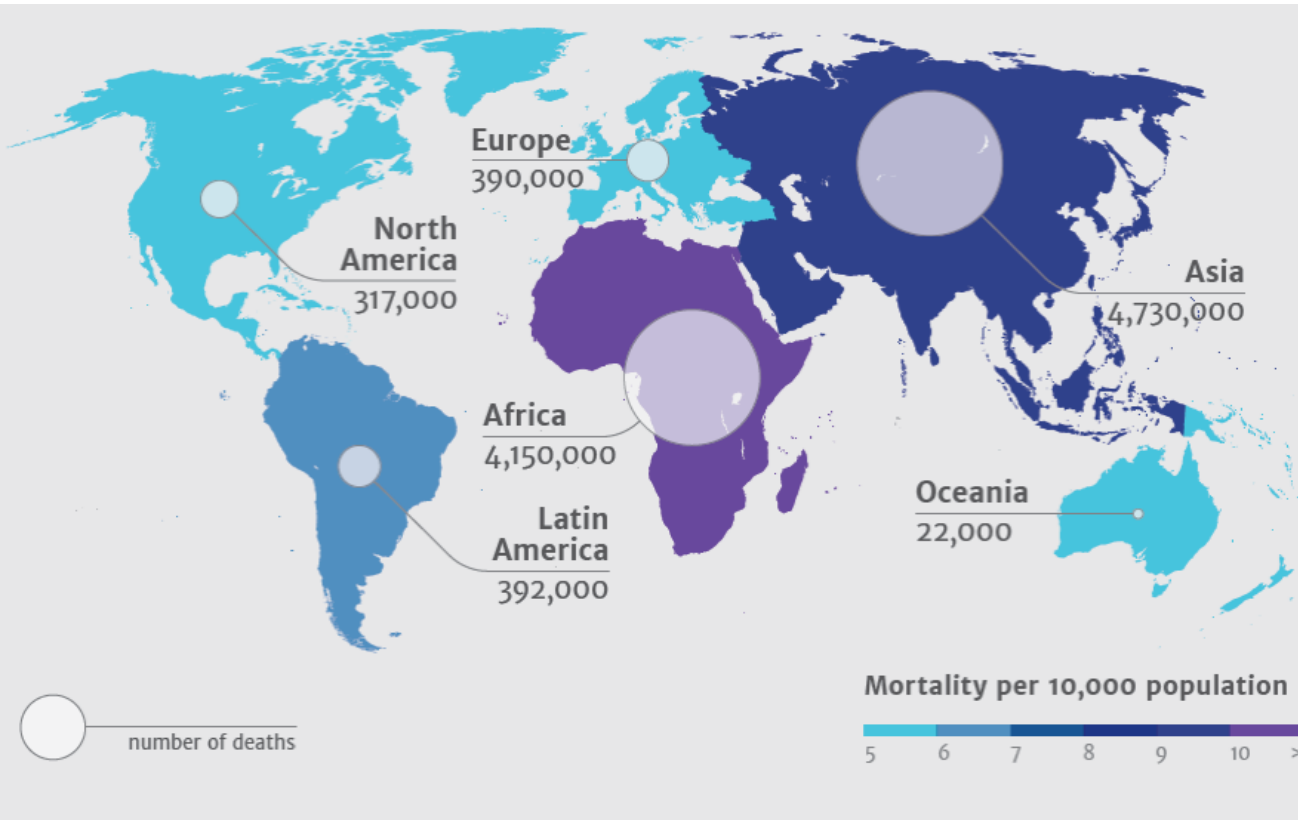 Europe
390,000
North
America
317,000
Asia
4,730,000
Africa
4,150,000
Latin
America
392,000
Oceania
22,000
Mortality per 10,000 population
5 6 7 8 9 10 >
number of deaths